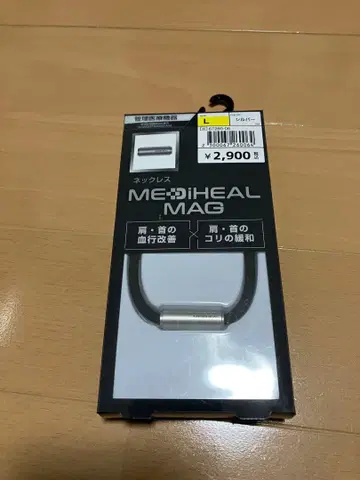 管理医療機器
L
シルバー
¥2,900
ネックレス
MEDiHEAL
MAG
肩・首の
血行改善
×
肩・首の
コリの緩和